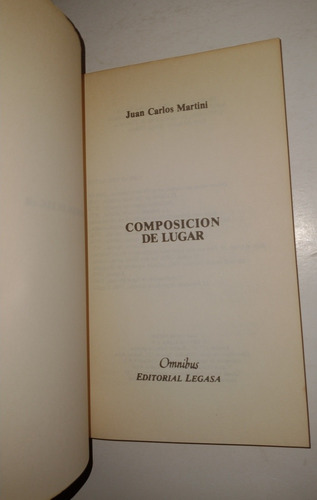 Juan Carlos Martini
COMPOSICION
DE LUGAR
Omnibus
EDITORIAL LEGASA